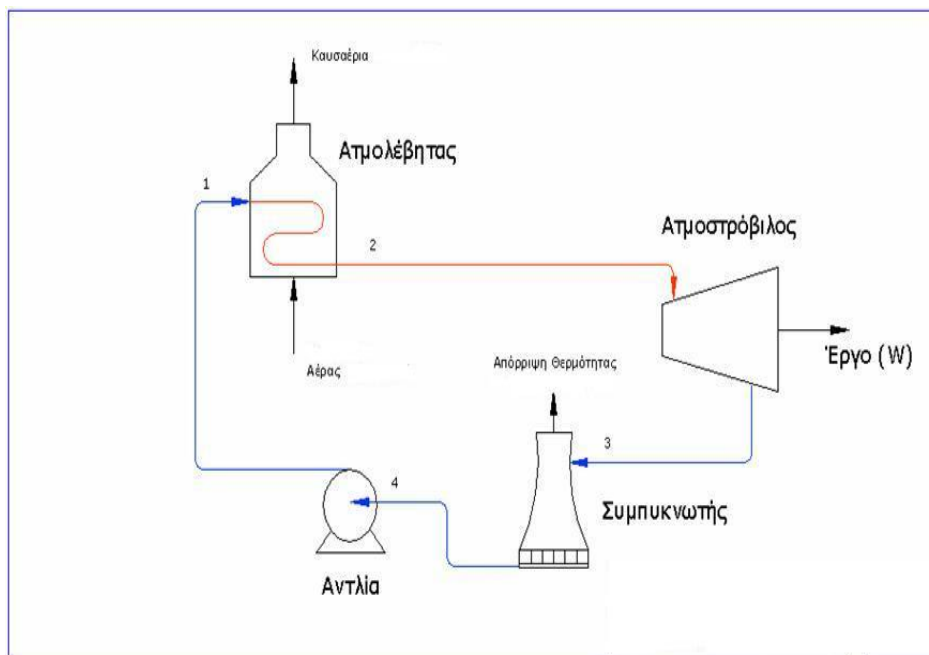 Καυσαέρια
Ατμολέβητας
1
2
Ατμοστρόβιλος
Έργο (W)
Αέρας
Απόρριψη Θερμότητας
3
4
Συμπυκνωτής
Αντλία